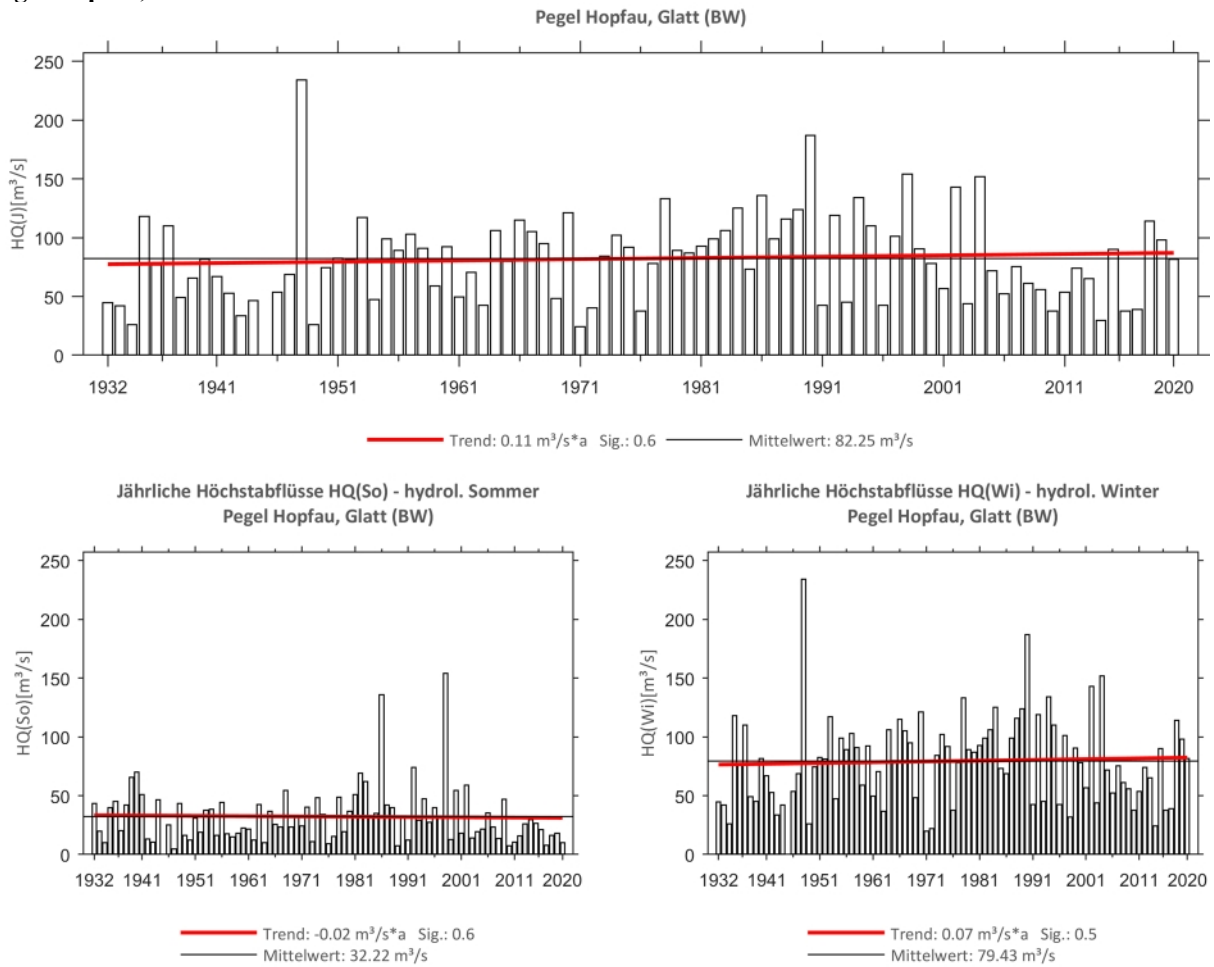 Pegel Hopfau, Glatt (BW)
HQ(J)[m³/s]
250
200
150
100
50
0
1932 1941 1951 1961 1971 1981 1991 2001 2011 2020
Trend: 0.11 m³/s*a Sig.: 0.6 Mittelwert: 82.25 m³/s
Jährliche Höchstabflüsse HQ(So) - hydrol. Sommer
Pegel Hopfau, Glatt (BW)
HQ(So)[m³/s]
250
200
150
100
50
0
1932 1941 1951 1961 1971 1981 1991 2001 2011 2020
Trend: -0.02 m³/s*a Sig.: 0.6
Mittelwert: 32.22 m³/s
Jährliche Höchstabflüsse HQ(Wi) - hydrol. Winter
Pegel Hopfau, Glatt (BW)
HQ(Wi)[m³/s]
250
200
150
100
50
0
1932 1941 1951 1961 1971 1981 1991 2001 2011 2020
Trend: 0.07 m³/s*a Sig.: 0.5
Mittelwert: 79.43 m³/s